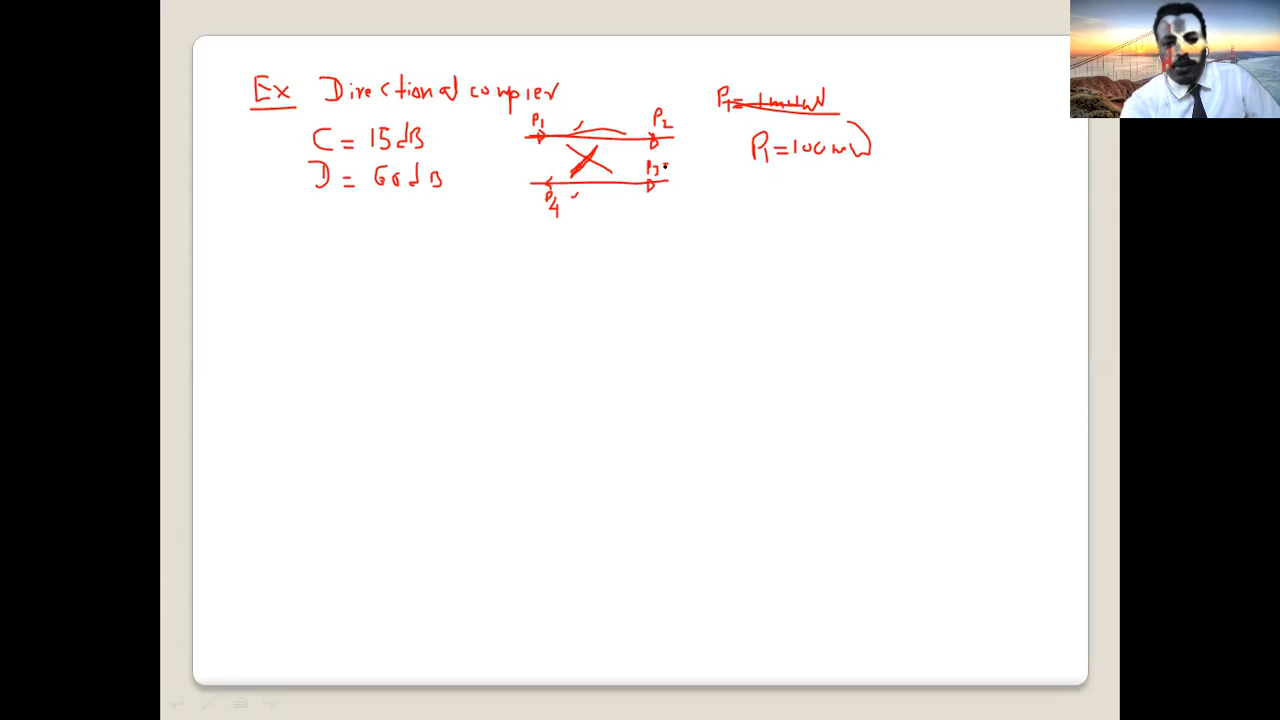 Ex Directional coupler
C = 15 dB
D = 60 dB
P1
P2
P3
P4
P1 = 100 mW